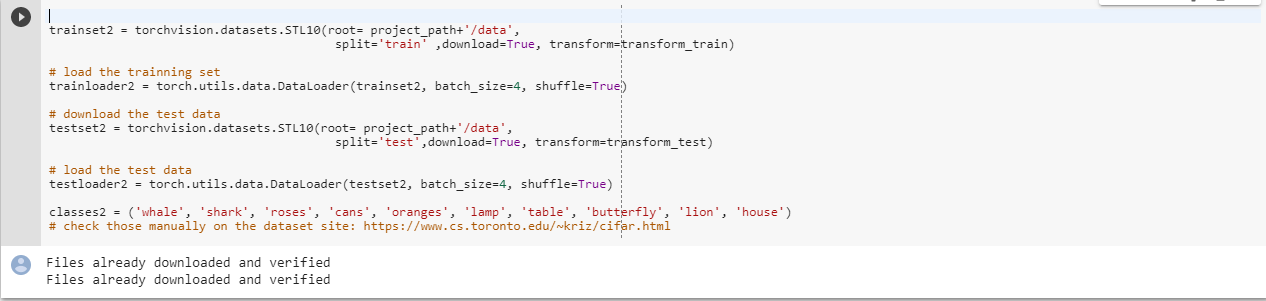 trainset2 = torchvision.datasets.STL10(root= project_path+'/data',
split='train' ,download=True, transform=transform_train)
# load the trainning set
trainloader2 = torch.utils.data.DataLoader(trainset2, batch_size=4, shuffle=True)
# download the test data
testset2 = torchvision.datasets.STL10(root= project_path+'/data',
split='test',download=True, transform=transform_test)
# load the test data
testloader2 = torch.utils.data.DataLoader(testset2, batch_size=4, shuffle=True)
classes2 = ('whale', 'shark', 'roses', 'cans', 'oranges', 'lamp', 'table', 'butterfly', 'lion', 'house')
# check those manually on the dataset site: https://www.cs.toronto.edu/~kriz/cifar.html
Files already downloaded and verified
Files already downloaded and verified